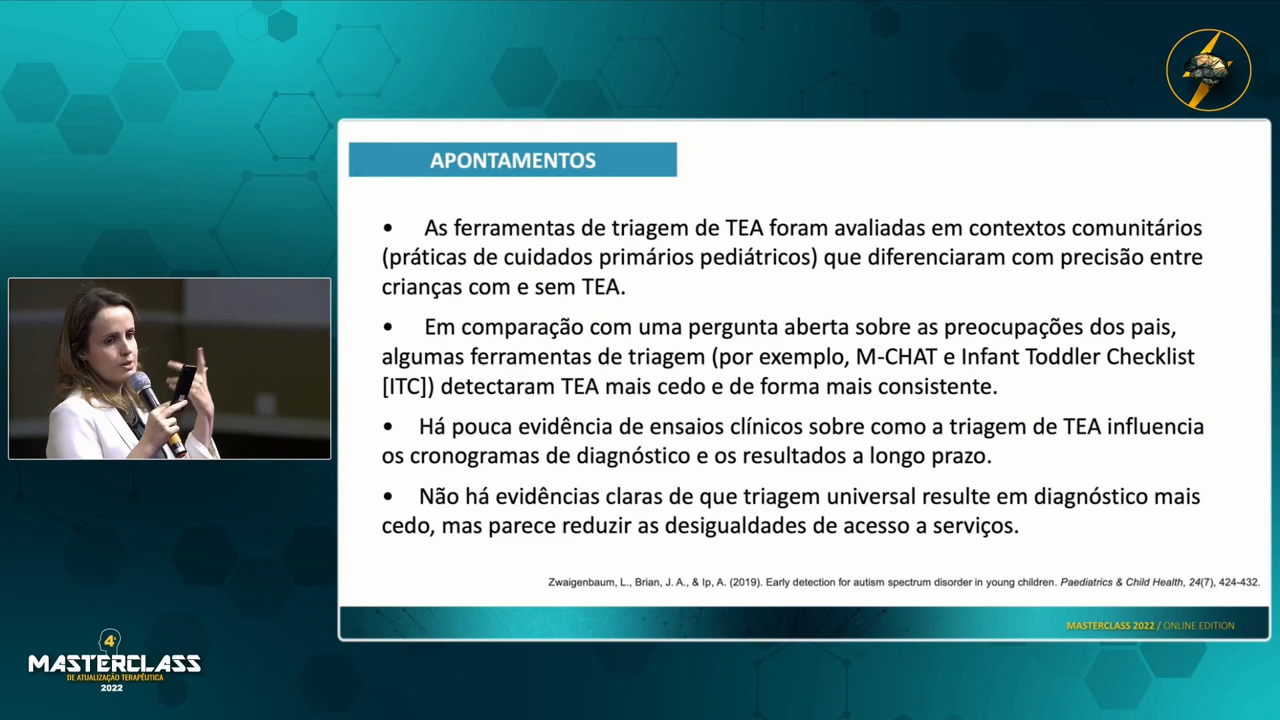 APONTAMENTOS
• As ferramentas de triagem de TEA foram avaliadas em contextos comunitários
(práticas de cuidados primários pediátricos) que diferenciaram com precisão entre
crianças com e sem TEA.
• Em comparação com uma pergunta aberta sobre as preocupações dos pais,
algumas ferramentas de triagem (por exemplo, M-CHAT e Infant Toddler Checklist
[ITC]) detectaram TEA mais cedo e de forma mais consistente.
• Há pouca evidência de ensaios clínicos sobre como a triagem de TEA influencia
os cronogramas de diagnóstico e os resultados a longo prazo.
• Não há evidências claras de que triagem universal resulte em diagnóstico mais
cedo, mas parece reduzir as desigualdades de acesso a serviços.
Zwaigenbaum, L., Brian, J. A., & Ip, A. (2019). Early detection for autism spectrum disorder in young children. Paediatrics & Child Health, 24(7), 424-432.
MASTERCLASS 2022 / ONLINE EDITION
4ª
MASTERCLASS
DE ATUALIZAÇÃO TERAPÊUTICA
2022